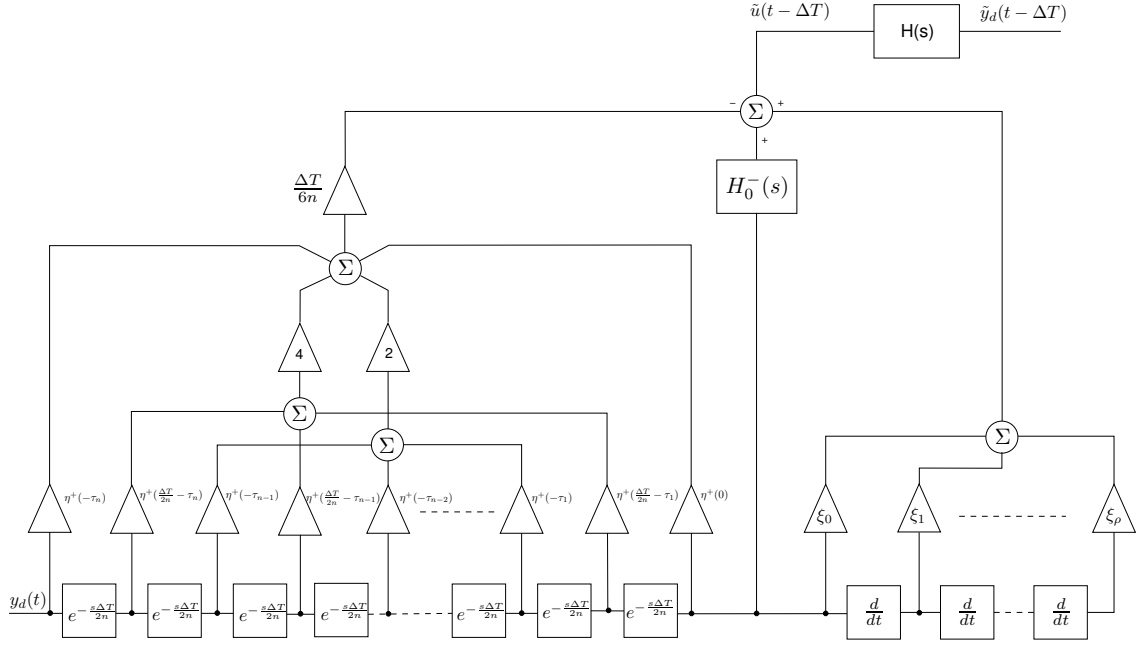 ũ(t − ΔT)
H(s)
ỹ_d(t − ΔT)
− Σ +
+
H_0^−(s)
ΔT/6n
Σ
4
2
Σ
Σ
Σ
η^+(−τ_n)
η^+(ΔT/2n − τ_n)
η^+(−τ_{n−1})
η^+(ΔT/2n − τ_{n−1})
η^+(−τ_{n−2})
η^+(−τ_1)
η^+(ΔT/2n − τ_1)
η^+(0)
ξ_0
ξ_1
ξ_ρ
y_d(t)
e^{−sΔT/2n}
e^{−sΔT/2n}
e^{−sΔT/2n}
e^{−sΔT/2n}
e^{−sΔT/2n}
e^{−sΔT/2n}
e^{−sΔT/2n}
d/dt
d/dt
d/dt